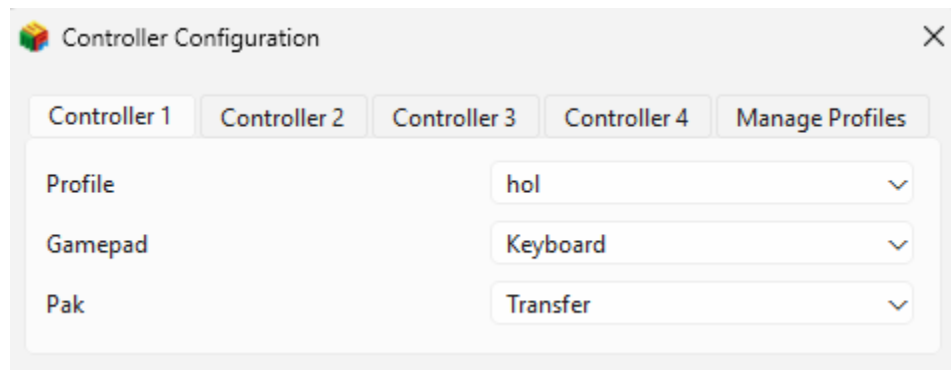 Controller Configuration
Controller 1 Controller 2 Controller 3 Controller 4 Manage Profiles
Profile hol
Gamepad Keyboard
Pak Transfer